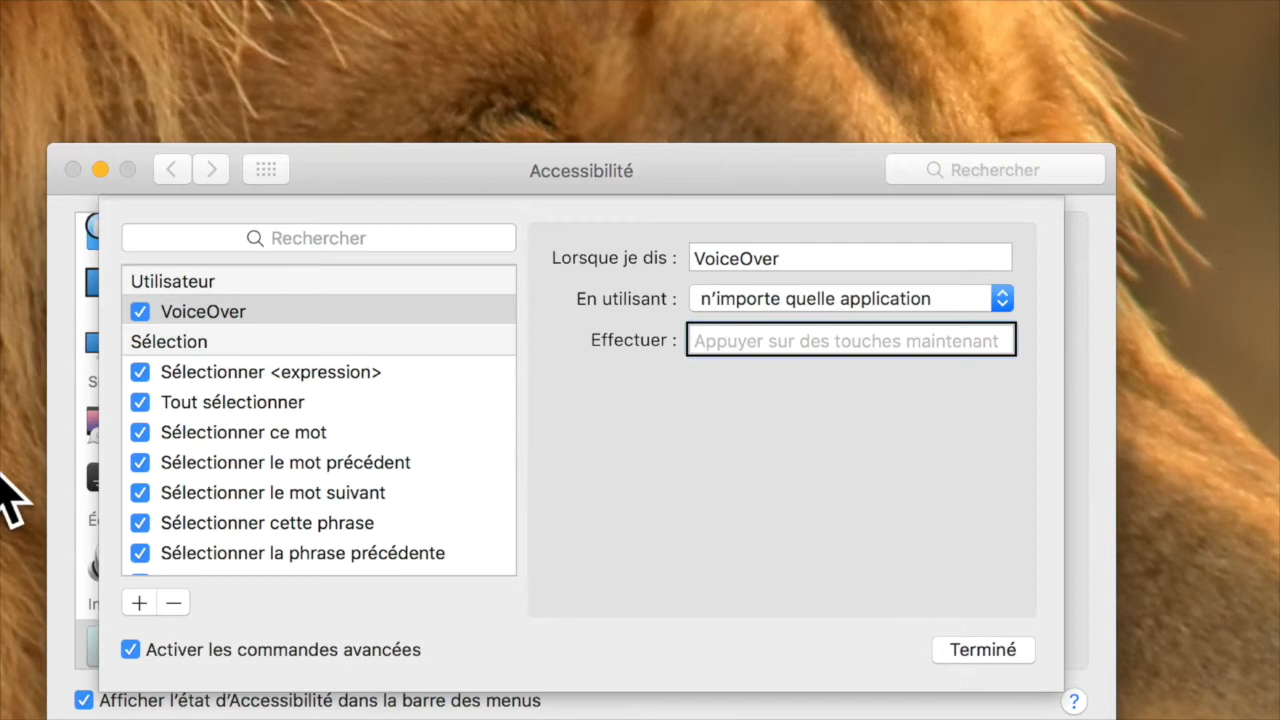 Accessibilité
Rechercher
Rechercher
Utilisateur
VoiceOver
Sélection
Sélectionner <expression>
Tout sélectionner
Sélectionner ce mot
Sélectionner le mot précédent
Sélectionner le mot suivant
Sélectionner cette phrase
Sélectionner la phrase précédente
Lorsque je dis :
VoiceOver
En utilisant :
n’importe quelle application
Effectuer :
Appuyer sur des touches maintenant
Activer les commandes avancées
Terminé
Afficher l’état d’Accessibilité dans la barre des menus
?